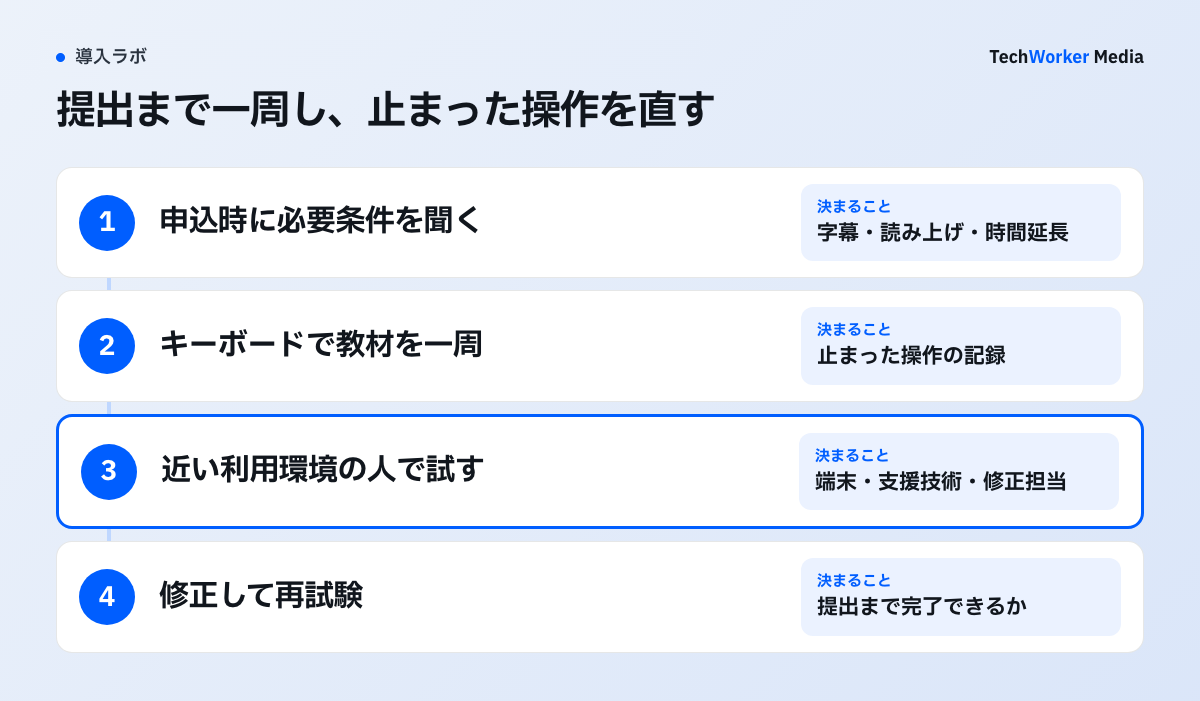 導入ラボ
TechWorker Media
提出まで一周し、止まった操作を直す
1
申込時に必要条件を聞く
決まること
字幕・読み上げ・時間延長
2
キーボードで教材を一周
決まること
止まった操作の記録
3
近い利用環境の人で試す
決まること
端末・支援技術・修正担当
4
修正して再試験
決まること
提出まで完了できるか